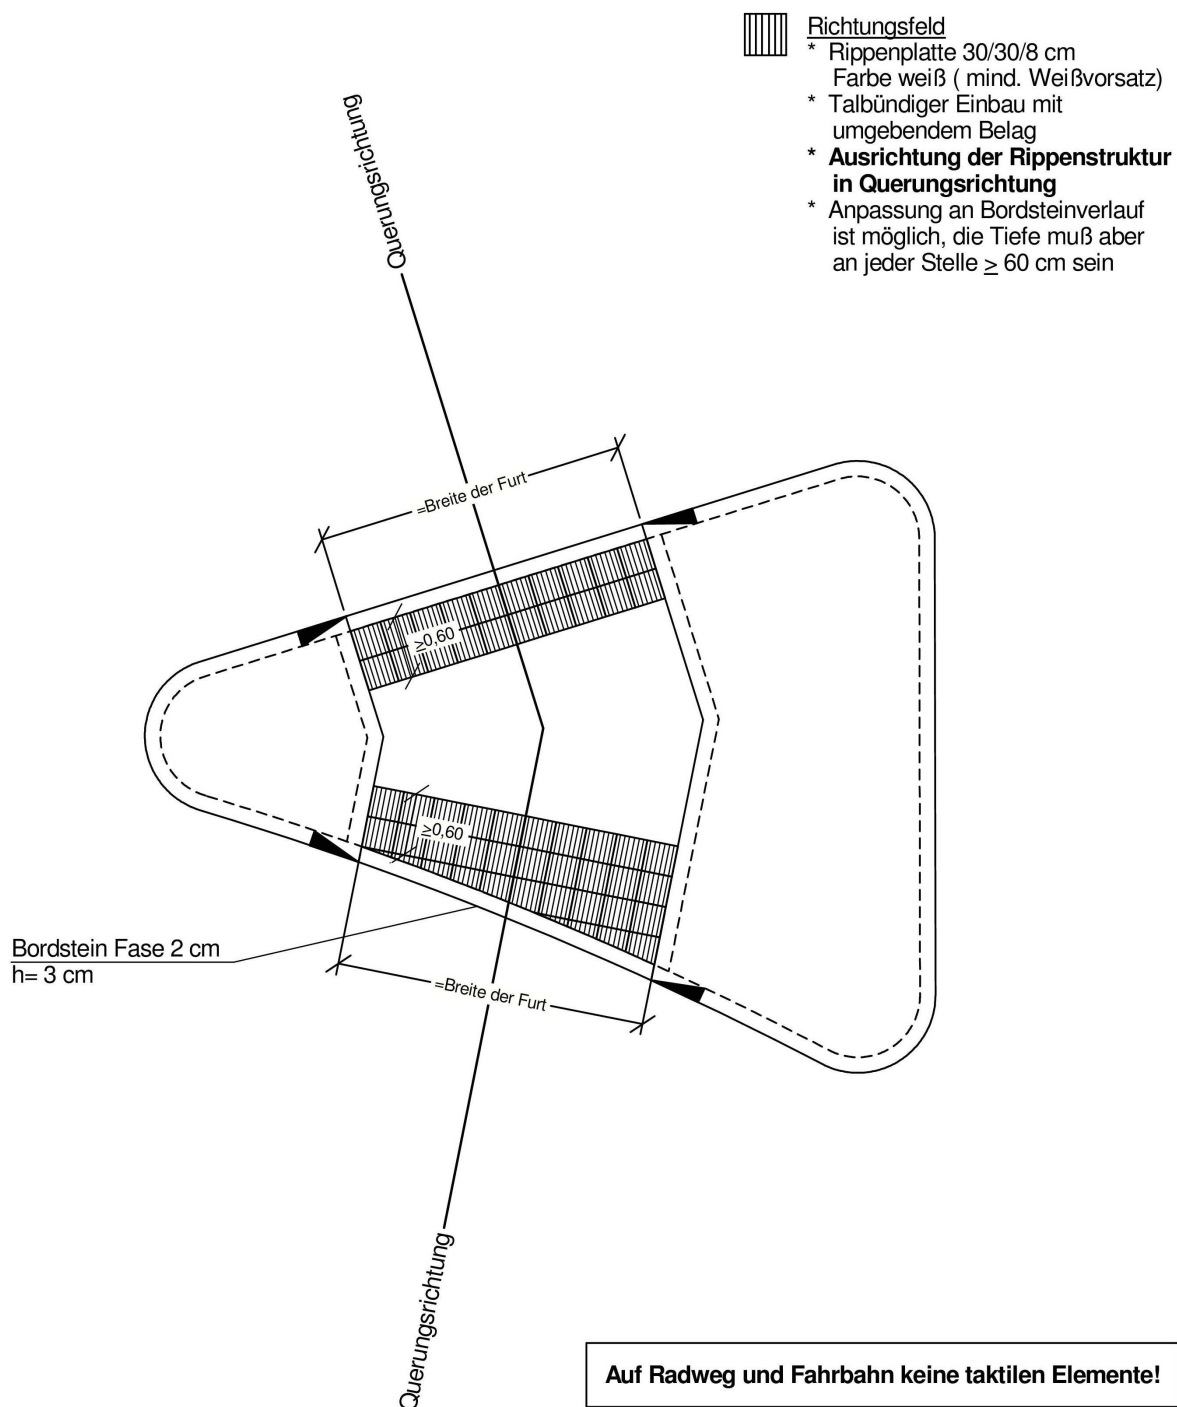 Richtungsfeld
* Rippenplatte 30/30/8 cm
Farbe weiß ( mind. Weißvorsatz)
* Talbündiger Einbau mit
umgebendem Belag
* Ausrichtung der Rippenstruktur
in Querungsrichtung
* Anpassung an Bordsteinverlauf
ist möglich, die Tiefe muß aber
an jeder Stelle ≥ 60 cm sein
Querungsrichtung
=Breite der Furt
≥0,60
≥0,60
Bordstein Fase 2 cm
h= 3 cm
=Breite der Furt
Querungsrichtung
Auf Radweg und Fahrbahn keine taktilen Elemente!